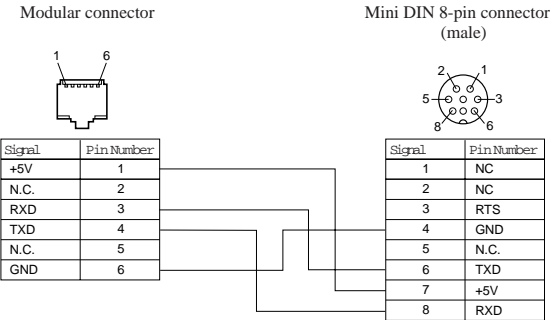 Modular connector
Mini DIN 8-pin connector
(male)
1 6
2 1
5 3
8 6
Signal Pin Number
+5V 1
N.C. 2
RXD 3
TXD 4
N.C. 5
GND 6
Signal Pin Number
1 NC
2 NC
3 RTS
4 GND
5 N.C.
6 TXD
7 +5V
8 RXD